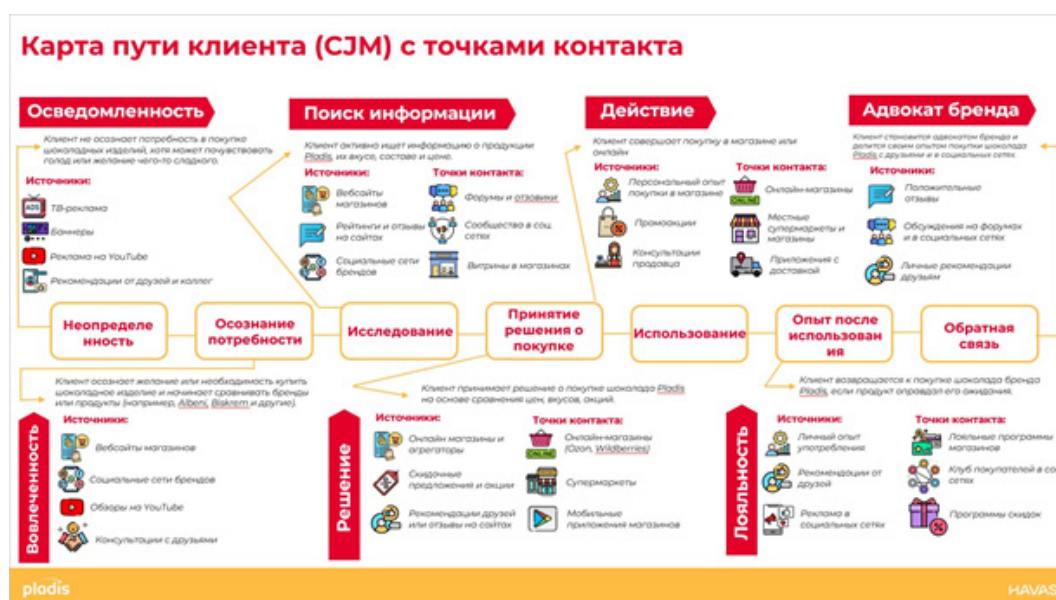 Карта пути клиента (CJM) с точками контакта
Осведомленность
Клиент не осознает потребность в покупке
шоколадных изделий, хотя может почувствовать
голод или желание чего-то сладкого.
Источники:
ADS
ТВ-реклама
Баннеры
Реклама на YouTube
Рекомендации от друзей и коллег
Поиск информации
Клиент активно ищет информацию о продукции
Pladis, их вкусе, составе и цене.
Источники:
Вебсайты
магазинов
Рейтинги и отзывы
на сайтах
Социальные сети
брендов
Точки контакта:
Форумы и отзовики
Сообщества в соц.
сетях
Витрины в магазинах
Действие
Клиент совершает покупку в магазине или
онлайн
Источники:
Персональный опыт
покупки в магазине
Промоакции
Консультации
продавца
Точки контакта:
ONLINE
Онлайн-магазины
Местные
супермаркеты и
магазины
Приложения с
доставкой
Адвокат бренда
Клиент становится адвокатом бренда и
делится своим опытом покупки шоколада
Pladis с друзьями и в социальных сетях.
Источники:
Положительные
отзывы
Обсуждения на форумах
и в социальных сетях
Личные рекомендации
друзьям
Неопределе
нность
Осознание
потребности
Исследование
Принятие
решения о
покупке
Использование
Опыт после
использован
ия
Обратная
связь
Вовлеченность
Клиент осознает желание или необходимость купить
шоколадное изделие и начинает сравнивать бренды
или продукты (например, Albeni, Biskrem и другие).
Источники:
Вебсайты магазинов
Социальные сети брендов
Обзоры на YouTube
Консультации с друзьями
Решение
Клиент принимает решение о покупке шоколада Pladis
на основе сравнения цен, вкусов, акций.
Источники:
Онлайн магазины и
агрегаторы
Скидочные
предложения и акции
Рекомендации друзей
или отзывы на сайтах
Точки контакта:
ONLINE
Онлайн-магазины
(Ozon, Wildberries)
Супермаркеты
Мобильные
приложения магазинов
Лояльность
Клиент возвращается к покупке шоколада бренда
Pladis, если продукт оправдал его ожидания.
Источники:
Личный опыт
употребления
Рекомендации от
друзей
Реклама в
социальных сетях
Точки контакта:
Лояльные программы
магазинов
Клуб покупателей в со
сетях
Программы скидок
pladis
HAVAS